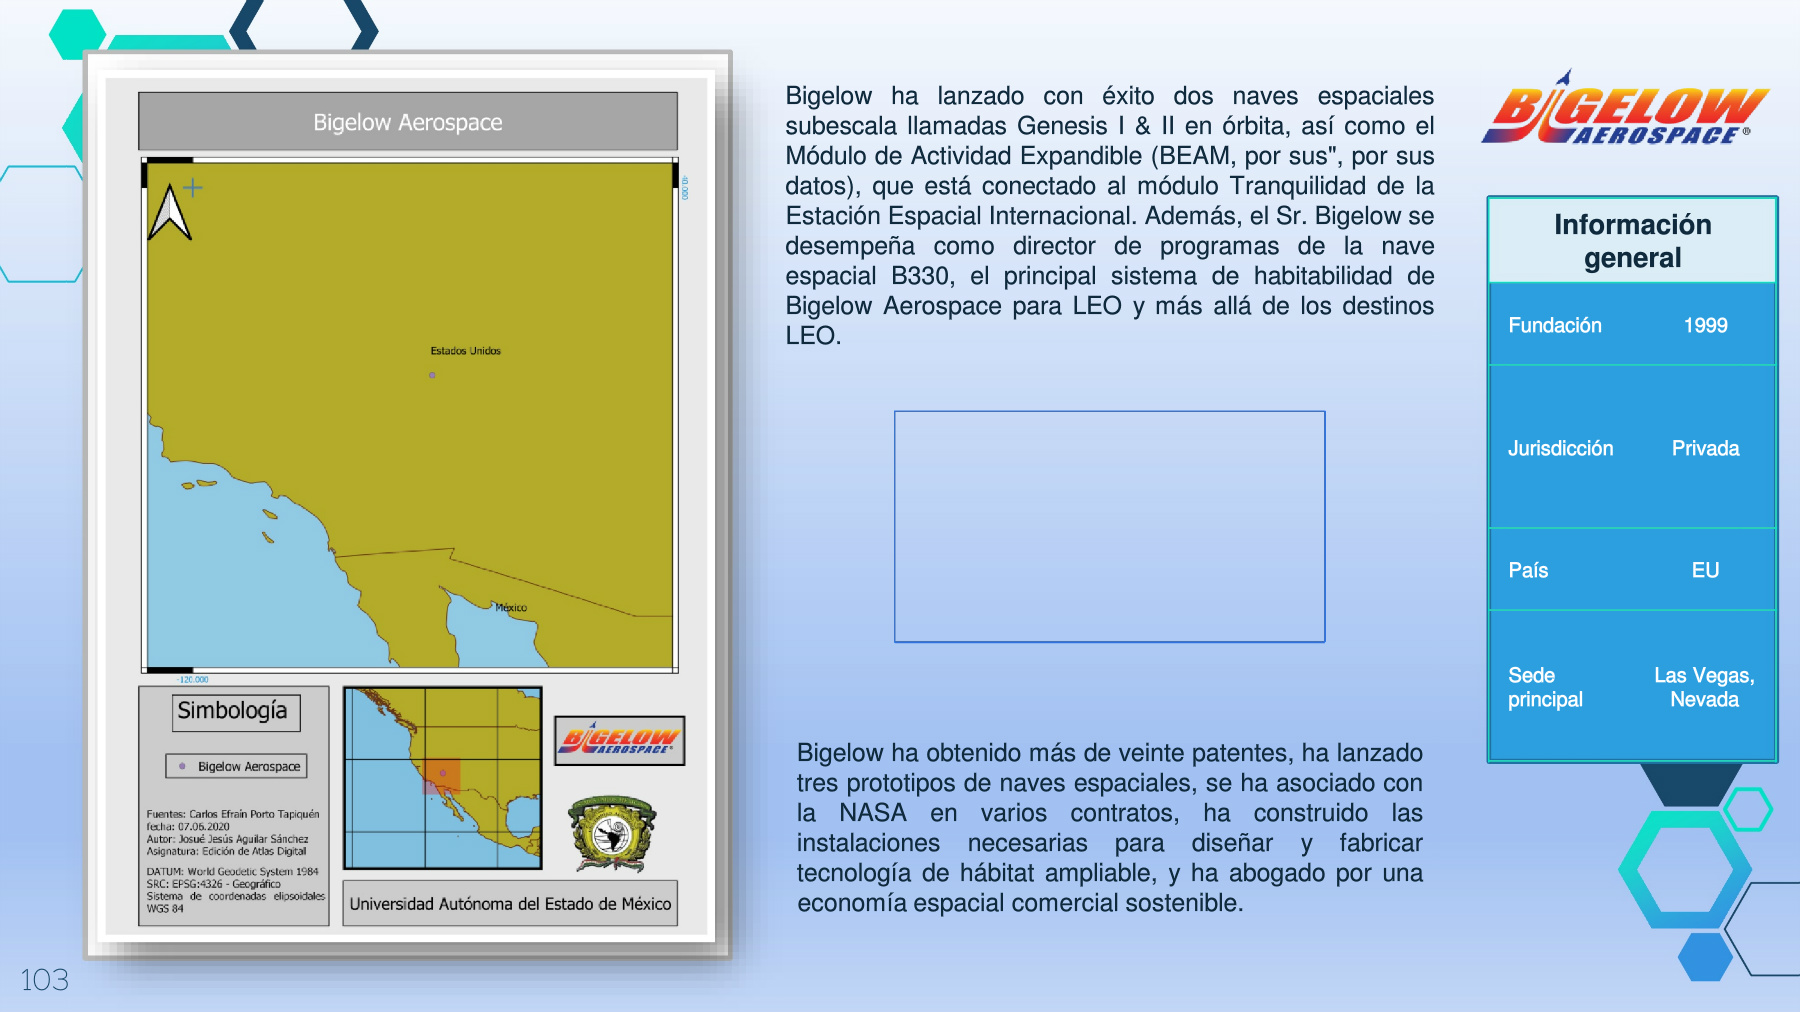 Bigelow Aerospace
40.000
Estados Unidos
México
-120.000
Simbología
Bigelow Aerospace
Fuentes: Carlos Efraín Porto Tapiquén
fecha: 07.06.2020
Autor: Josué Jesús Aguilar Sánchez
Asignatura: Edición de Atlas Digital
DATUM: World Geodetic System 1984
SRC: EPSG:4326 - Geográfico
Sistema de coordenadas elipsoidales
WGS 84
BIGELOW
AEROSPACE
Universidad Autónoma del Estado de México
Bigelow ha lanzado con éxito dos naves espaciales
subescala llamadas Genesis I & II en órbita, así como el
Módulo de Actividad Expandible (BEAM, por sus", por sus
datos), que está conectado al módulo Tranquilidad de la
Estación Espacial Internacional. Además, el Sr. Bigelow se
desempeña como director de programas de la nave
espacial B330, el principal sistema de habitabilidad de
Bigelow Aerospace para LEO y más allá de los destinos
LEO.
Bigelow ha obtenido más de veinte patentes, ha lanzado
tres prototipos de naves espaciales, se ha asociado con
la NASA en varios contratos, ha construido las
instalaciones necesarias para diseñar y fabricar
tecnología de hábitat ampliable, y ha abogado por una
economía espacial comercial sostenible.
BIGELOW
AEROSPACE®
Información
general
Fundación 1999
Jurisdicción Privada
País EU
Sede principal Las Vegas, Nevada
103